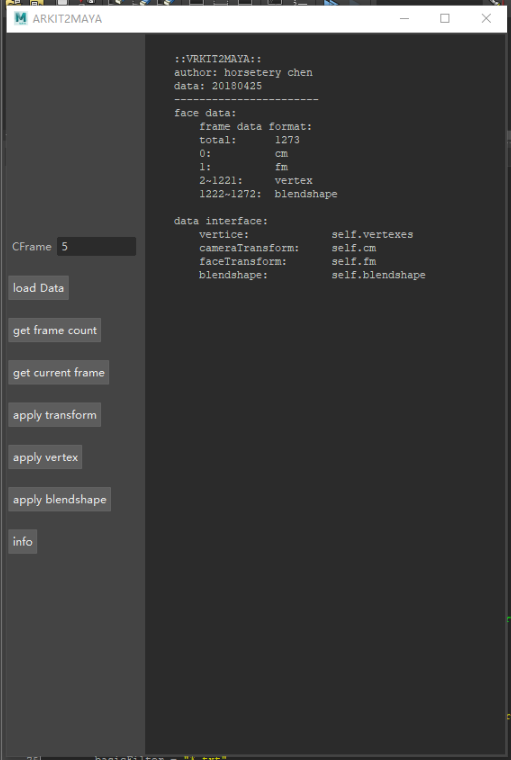 ARKIT2MAYA
::VRKIT2MAYA::
author: horsetery chen
data: 20180425
-----------------------
face data:
frame data format:
total: 1273
0: cm
1: fm
2~1221: vertex
1222~1272: blendshape
data interface:
vertice: self.vertexes
cameraTransform: self.cm
faceTransform: self.fm
blendshape: self.blendshape
CFrame 5
load Data
get frame count
get current frame
apply transform
apply vertex
apply blendshape
info